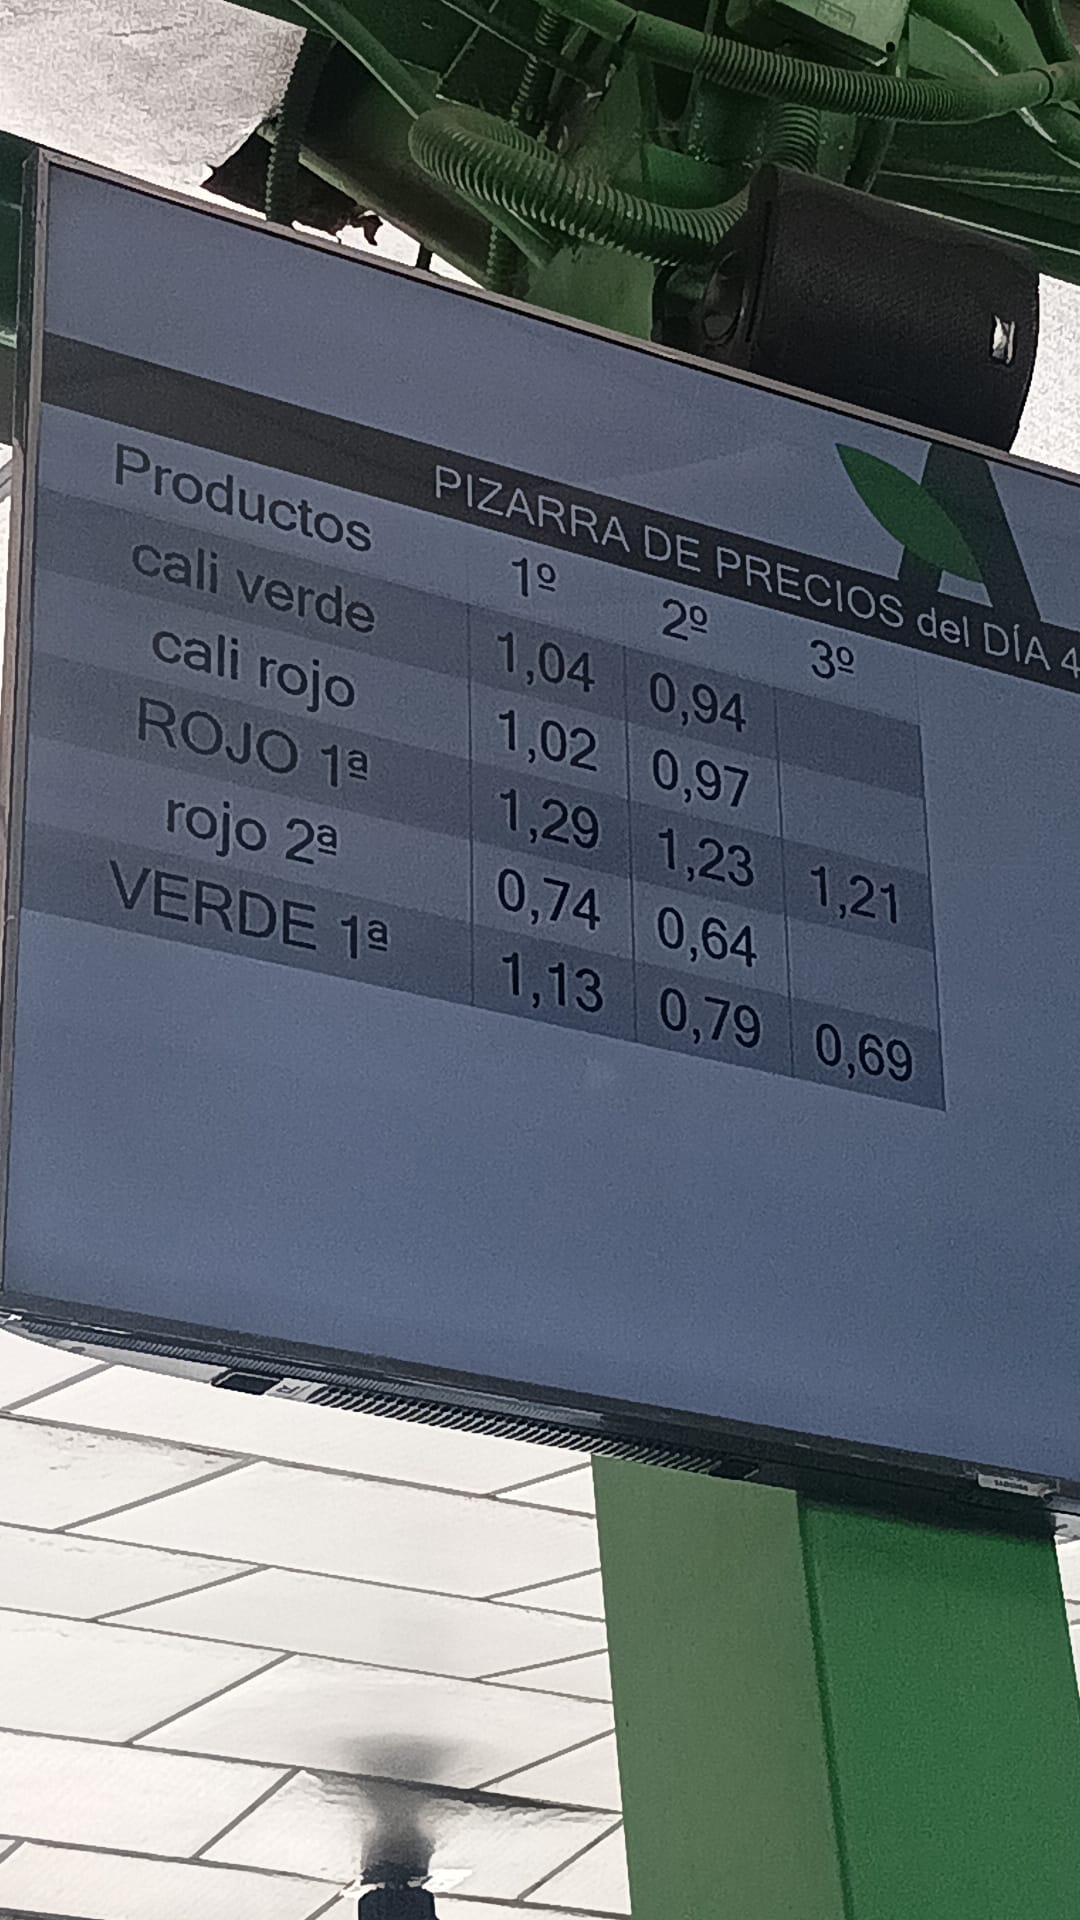 PIZARRA DE PRECIOS del DÍA 4
Productos 1º 2º 3º
cali verde 1,04 0,94
cali rojo 1,02 0,97
ROJO 1ª 1,29 1,23 1,21
rojo 2ª 0,74 0,64
VERDE 1ª 1,13 0,79 0,69